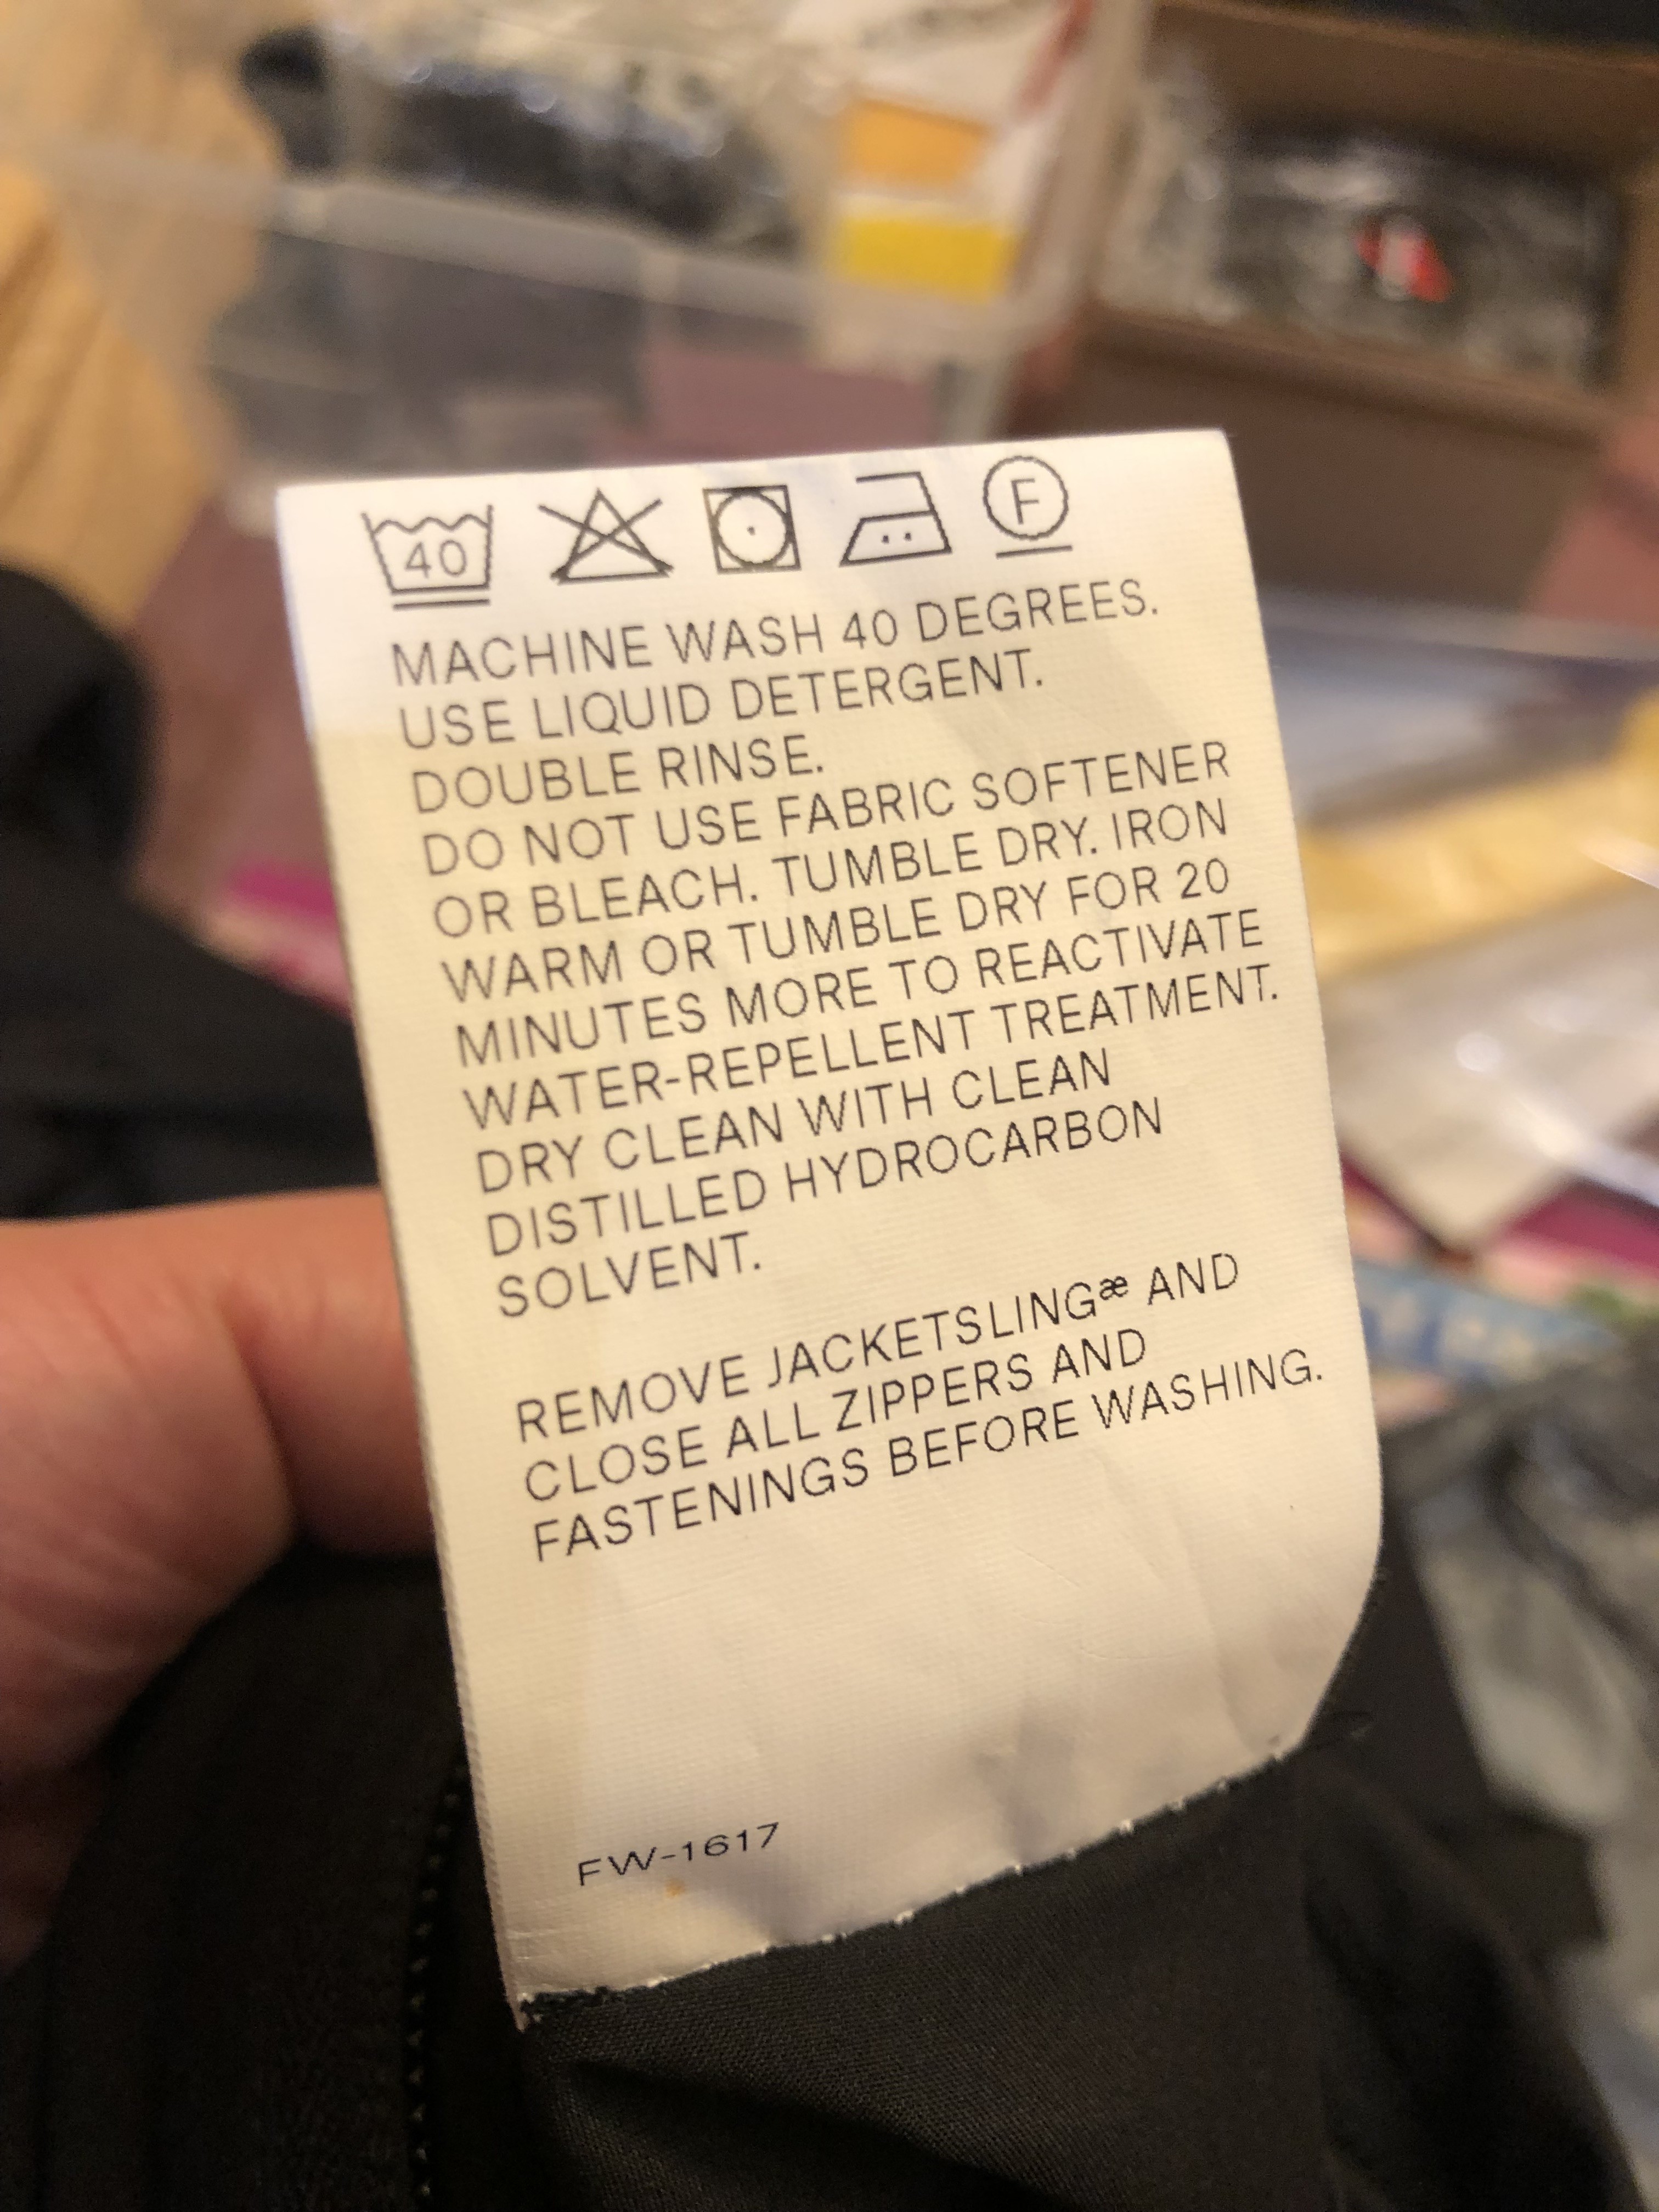 40 F
MACHINE WASH 40 DEGREES.
USE LIQUID DETERGENT.
DOUBLE RINSE.
DO NOT USE FABRIC SOFTENER
OR BLEACH. TUMBLE DRY. IRON
WARM OR TUMBLE DRY FOR 20
MINUTES MORE TO REACTIVATE
WATER-REPELLENT TREATMENT.
DRY CLEAN WITH CLEAN
DISTILLED HYDROCARBON
SOLVENT.
REMOVE JACKETSLINGæ AND
CLOSE ALL ZIPPERS AND
FASTENINGS BEFORE WASHING.
FW-1617